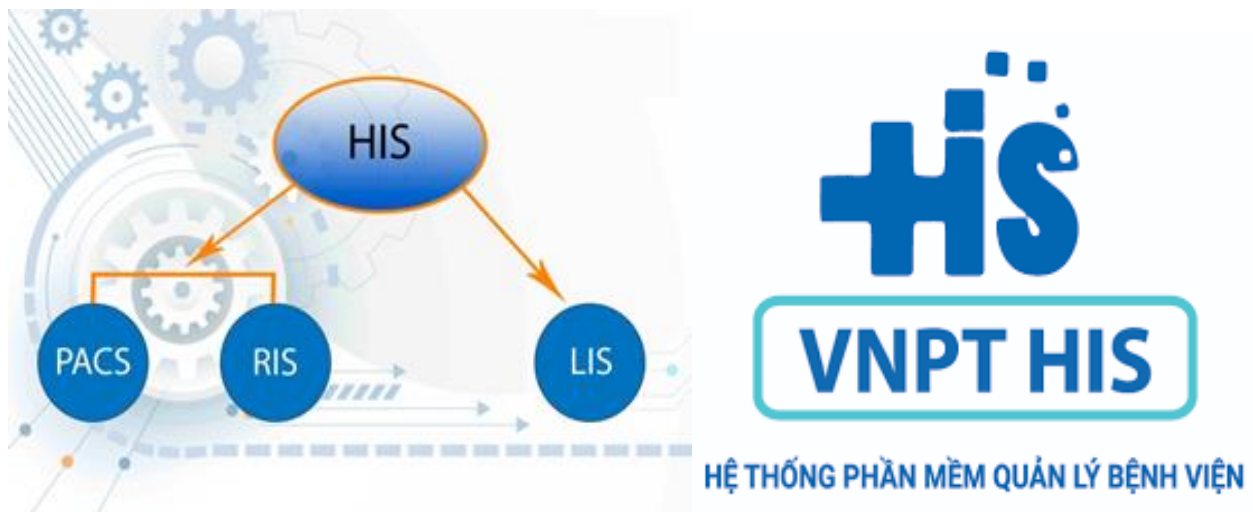 HIS
PACS
RIS
LIS
HIS
VNPT HIS
HỆ THỐNG PHẦN MỀM QUẢN LÝ BỆNH VIỆN